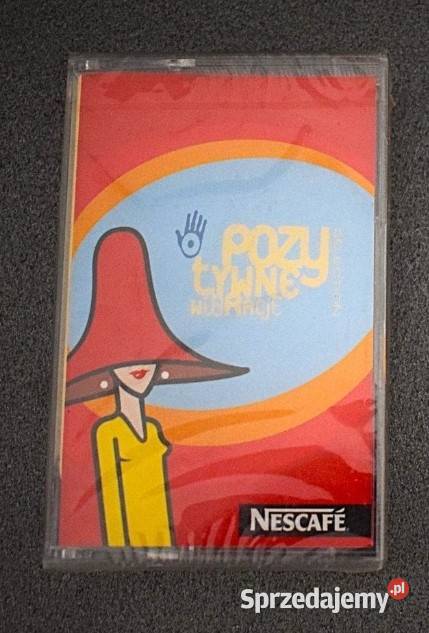 POZY
tYWNE
wibRAcjE
NESCAFÉ
Sprzedajemy.pl